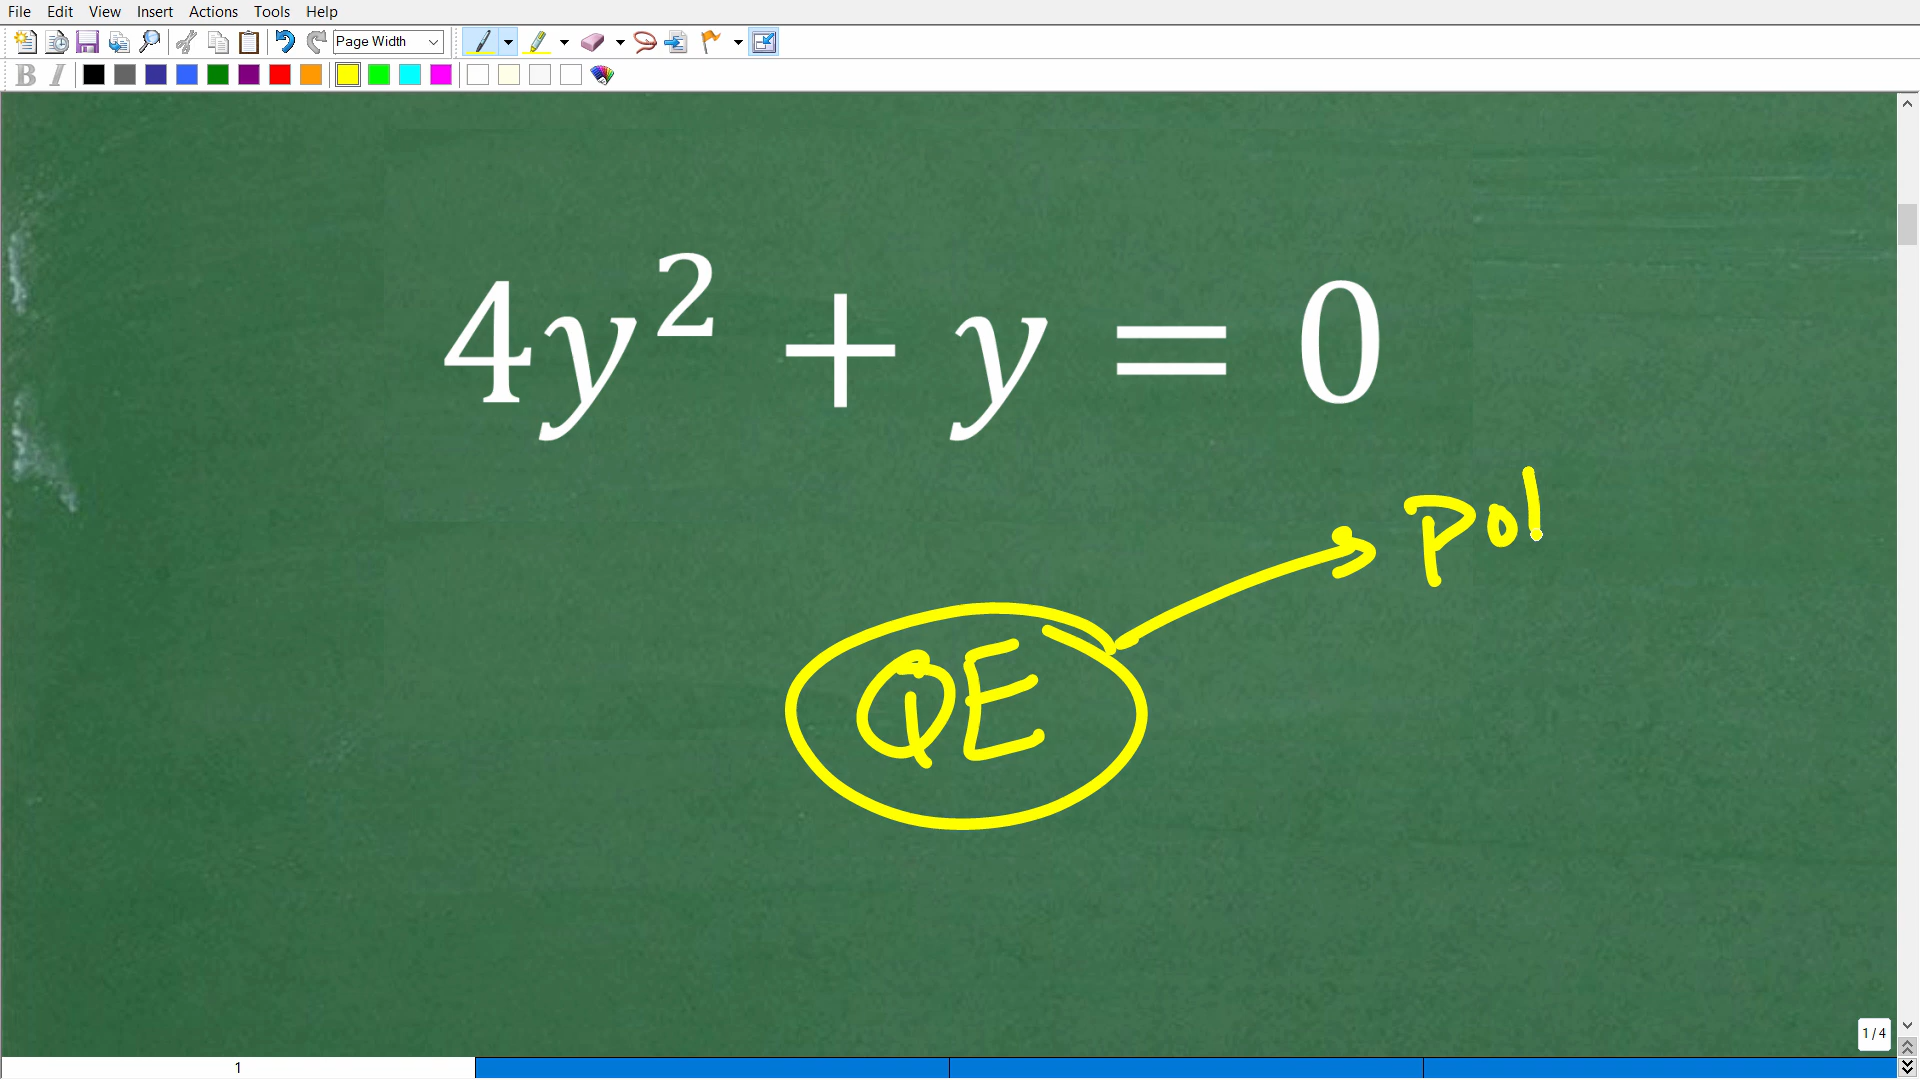 File Edit View Insert Actions Tools Help
Page Width
B I
4y² + y = 0
Pol
QE
1 / 4
1